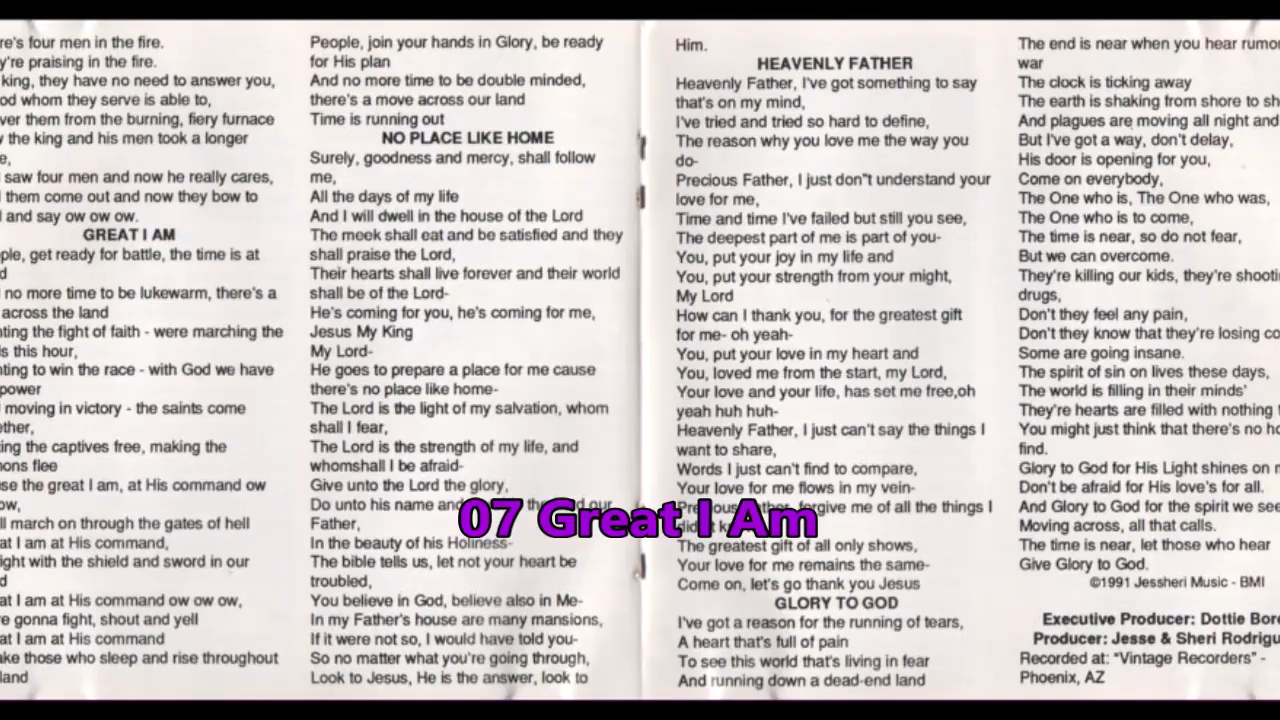 re's four men in the fire.
y're praising in the fire.
king, they have no need to answer you,
od whom they serve is able to,
ver them from the burning, fiery furnace
the king and his men took a longer
e,
saw four men and now he really cares,
them come out and now they bow to
and say ow ow ow.
GREAT I AM
ple, get ready for battle, the time is at
d
no more time to be lukewarm, there's a
across the land
ting the fight of faith - were marching the
s this hour,
ting to win the race - with God we have
power
moving in victory - the saints come
ether,
ing the captives free, making the
ons flee
se the great I am, at His command ow
ow,
ll march on through the gates of hell
at I am at His command,
ight with the shield and sword in our
d
at I am at His command ow ow ow,
e gonna fight, shout and yell
at I am at His command
ake those who sleep and rise throughout
land
People, join your hands in Glory, be ready
for His plan
And no more time to be double minded,
there's a move across our land
Time is running out
NO PLACE LIKE HOME
Surely, goodness and mercy, shall follow
me,
All the days of my life
And I will dwell in the house of the Lord
The meek shall eat and be satisfied and they
shall praise the Lord,
Their hearts shall live forever and their world
shall be of the Lord-
He's coming for you, he's coming for me,
Jesus My King
My Lord-
He goes to prepare a place for me cause
there's no place like home-
The Lord is the light of my salvation, whom
shall I fear,
The Lord is the strength of my life, and
whomshall I be afraid-
Give unto the Lord the glory,
Do unto his name and our
Father,
In the beauty of his Holiness-
The bible tells us, let not your heart be
troubled,
You believe in God, believe also in Me-
In my Father's house are many mansions,
If it were not so, I would have told you-
So no matter what you're going through,
Look to Jesus, He is the answer, look to
Him.
HEAVENLY FATHER
Heavenly Father, I've got something to say
that's on my mind,
I've tried and tried so hard to define,
The reason why you love me the way you
do-
Precious Father, I just don"t understand your
love for me,
Time and time I've failed but still you see,
The deepest part of me is part of you-
You, put your joy in my life and
You, put your strength from your might,
My Lord
How can I thank you, for the greatest gift
for me- oh yeah-
You, put your love in my heart and
You, loved me from the start, my Lord,
Your love and your life, has set me free,oh
yeah huh huh-
Heavenly Father, I just can't say the things I
want to share,
Words I just can't find to compare,
Your love for me flows in my vein-
Precious forgive me of all the things I
The greatest gift of all only shows,
Your love for me remains the same-
Come on, let's go thank you Jesus
GLORY TO GOD
I've got a reason for the running of tears,
A heart that's full of pain
To see this world that's living in fear
And running down a dead-end land
The end is near when you hear rumo
war
The clock is ticking away
The earth is shaking from shore to sh
And plagues are moving all night and
But I've got a way, don't delay,
His door is opening for you,
Come on everybody,
The One who is, The One who was,
The One who is to come,
The time is near, so do not fear,
But we can overcome.
They're killing our kids, they're shooti
drugs,
Don't they feel any pain,
Don't they know that they're losing co
Some are going insane.
The spirit of sin on lives these days,
The world is filling in their minds'
They're hearts are filled with nothing
You might just think that there's no ho
find.
Glory to God for His Light shines on
Don't be afraid for His love's for all.
And Glory to God for the spirit we see
Moving across, all that calls.
The time is near, let those who hear
Give Glory to God.
©1991 Jessheri Music - BMI
Executive Producer: Dottie Bor
Producer: Jesse & Sheri Rodrigu
Recorded at: "Vintage Recorders" -
Phoenix, AZ
07 Great I Am